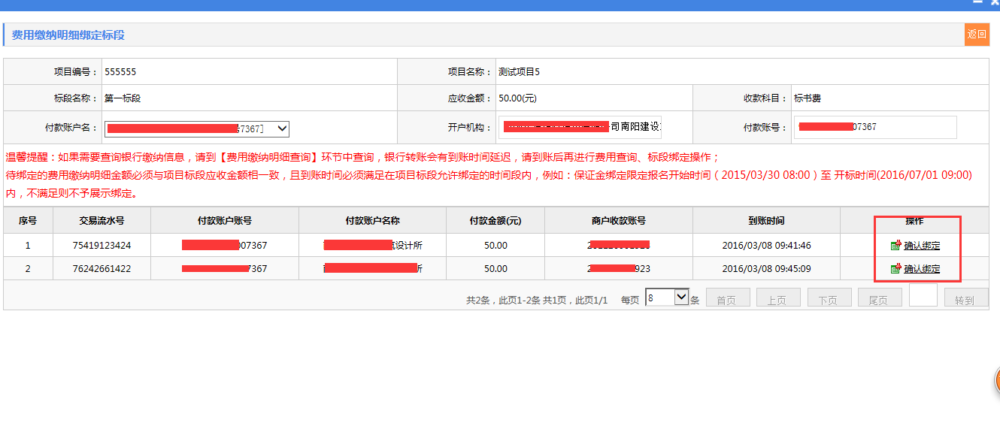 费用缴纳明细绑定标段
返回
项目编号： 555555 项目名称： 测试项目5
标段名称： 第一标段 应收金额： 50.00(元) 收款科目： 标书费
付款账户名： 7367] 开户机构： 司南阳建设 付款账号： 07367
温馨提醒：如果需要查询银行缴纳信息，请到【费用缴纳明细查询】环节中查询，银行转账会有到账时间延迟，请到账后再进行费用查询、标段绑定操作；
待绑定的费用缴纳明细金额必须与项目标段应收金额相一致，且到账时间必须满足在项目标段允许绑定的时间段内，例如：保证金绑定限定报名开始时间（2015/03/30 08:00）至 开标时间(2016/07/01 09:00)
内，不满足则不予展示绑定。
序号 交易流水号 付款账户账号 付款账户名称 付款金额(元) 商户收款账号 到账时间 操作
1 75419123424 007367 设计所 50.00 2016/03/08 09:41:46 确认绑定
2 76242661422 7367 所 50.00 923 2016/03/08 09:45:09 确认绑定
共2条，此页1-2条 共1页，此页1/1 每页 8 条 首页 上页 下页 尾页 转到